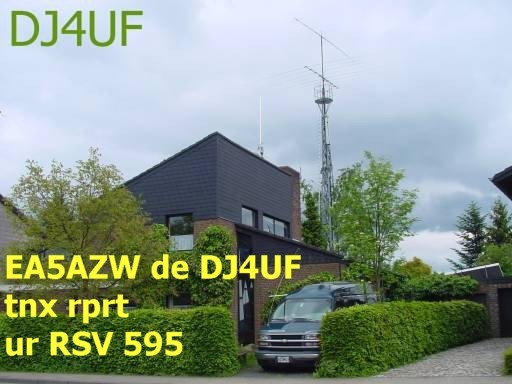 DJ4UF
EA5AZW de DJ4UF
tnx rprt
ur RSV 595